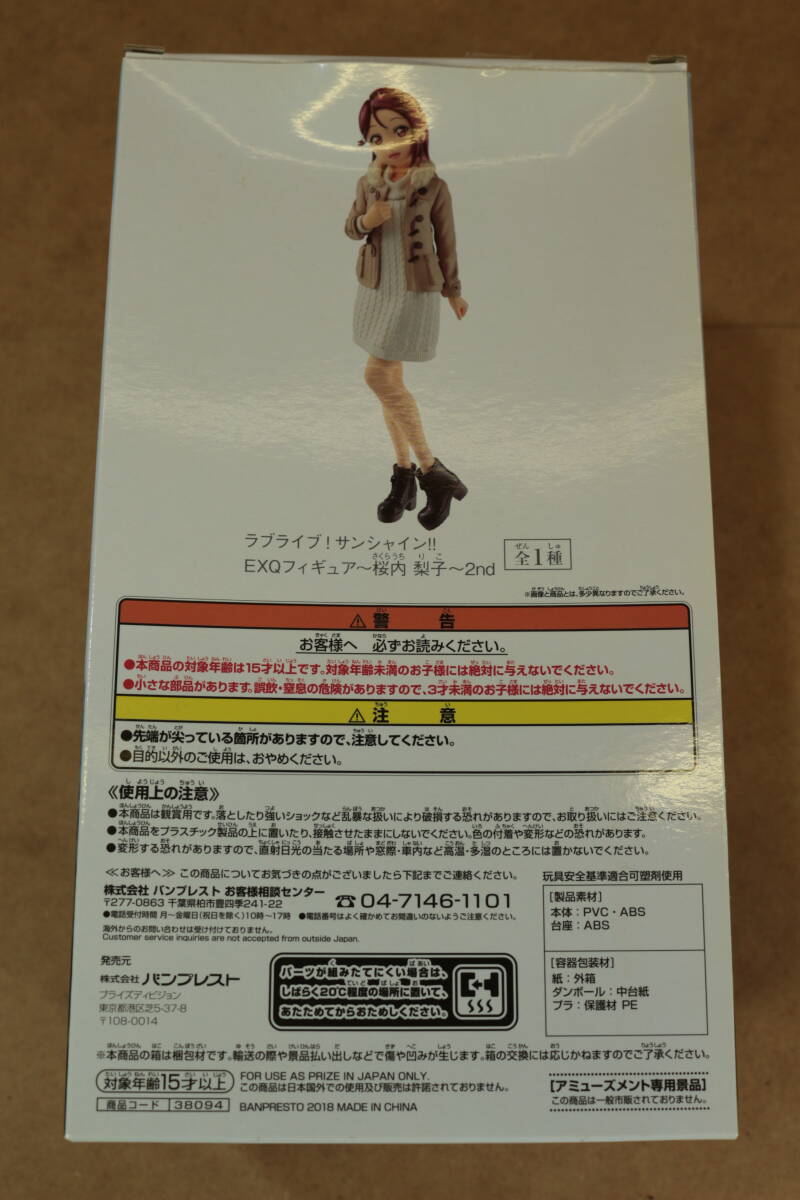 ラブライブ！サンシャイン!!
EXQフィギュア～桜内 梨子～2nd
全1種
※画像と商品とは、多少異なりますのでご了承ください。
⚠警告
お客様へ 必ずお読みください。
●本商品の対象年齢は15才以上です。対象年齢未満のお子様には絶対に与えないでください。
●小さな部品があります。誤飲・窒息の危険がありますので、3才未満のお子様には絶対に与えないでください。
⚠注意
●先端が尖っている箇所がありますので、注意してください。
●目的以外のご使用は、おやめください。
《使用上の注意》
●本商品は観賞用です。落としたり強いショックなど乱暴な扱いにより破損する恐れがありますので、お取り扱いにはご注意ください。
●本商品をプラスチック製品の上に置いたり、接触させたままにしないでください。色の付着や変形などの恐れがあります。
●変形する恐れがありますので、直射日光の当たる場所や窓際・車内など高温・多湿のところには置かないでください。
≪お客様へ≫ この商品についてお気づきの点がございましたら下記までご連絡ください。
株式会社 バンプレスト お客様相談センター
〒277-0863 千葉県柏市豊四季241-22
☎04-7146-1101
●電話受付時間 月～金曜日(祝日を除く)10時～17時 ●電話番号はよく確かめてお間違いのないようご注意ください。
海外からのお問い合わせは受け付けておりません。
Customer service inquiries are not accepted from outside Japan.
玩具安全基準適合可塑剤使用
[製品素材]
本体：PVC・ABS
台座：ABS
[容器包装材]
紙：外箱
ダンボール：中台紙
プラ：保護材 PE
発売元
株式会社 バンプレスト
プライズディビジョン
東京都港区芝5-37-8
〒108-0014
パーツが組みたてにくい場合は、
しばらく20℃程度の場所に置いて、
あたためてからおためしください。
※本商品の箱は梱包材です。輸送の際や景品払い出しなどで傷や凹みが生じます。箱の交換には応じかねますのでご了承ください。
対象年齢15才以上
FOR USE AS PRIZE IN JAPAN ONLY.
この商品は日本国外での使用及び販売は許諾されておりません。
商品コード 38094
BANPRESTO 2018 MADE IN CHINA
【アミューズメント専用景品】
この商品は一般市販されておりません。